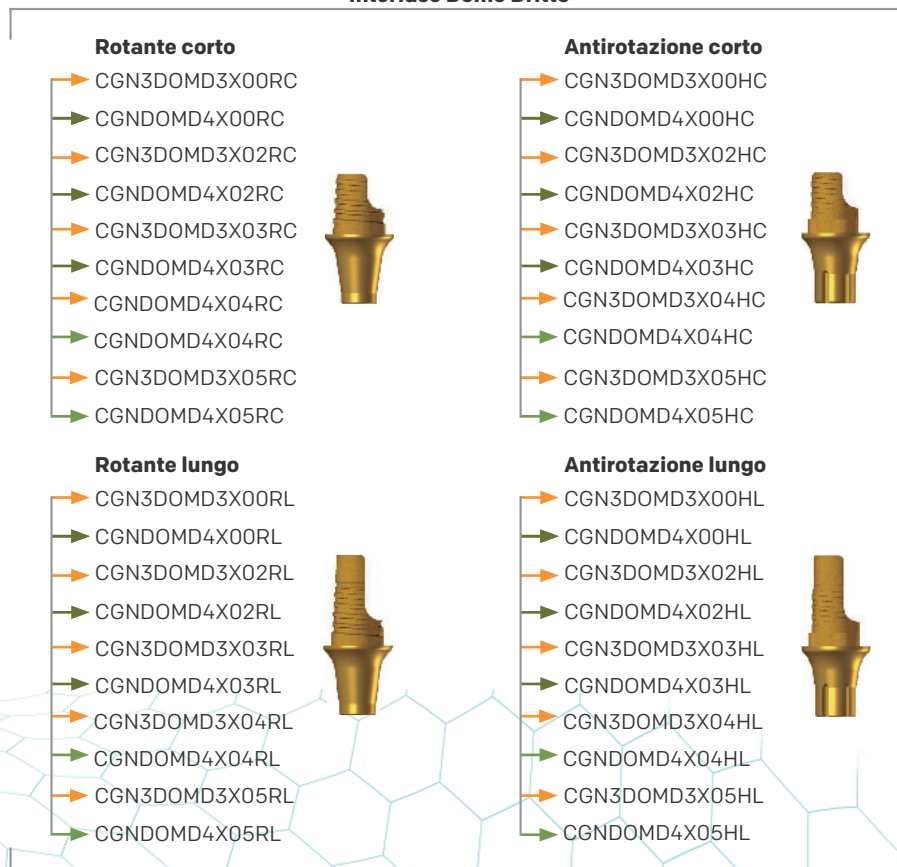 Rotante corto
CGN3DOMD3X00RC
CGNDOMD4X00RC
CGN3DOMD3X02RC
CGNDOMD4X02RC
CGN3DOMD3X03RC
CGNDOMD4X03RC
CGNDOMD4X04RC
CGNDOMD4X04RC
CGN3DOMD3X05RC
CGNDOMD4X05RC
Antirotazione corto
CGN3DOMD3X00HC
CGNDOMD4X00HC
CGN3DOMD3X02HC
CGNDOMD4X02HC
CGN3DOMD3X03HC
CGNDOMD4X03HC
CGN3DOMD3X04HC
CGNDOMD4X04HC
CGN3DOMD3X05HC
CGNDOMD4X05HC
Rotante lungo
CGN3DOMD3X00RL
CGNDOMD4X00RL
CGN3DOMD3X02RL
CGNDOMD4X02RL
CGN3DOMD3X03RL
CGNDOMD4X03RL
CGN3DOMD3X04RL
CGNDOMD4X04RL
CGN3DOMD3X05RL
CGNDOMD4X05RL
Antirotazione lungo
CGN3DOMD3X00HL
CGNDOMD4X00HL
CGN3DOMD3X02HL
CGNDOMD4X02HL
CGN3DOMD3X03HL
CGNDOMD4X03HL
CGN3DOMD3X04HL
CGNDOMD4X04HL
CGN3DOMD3X05HL
CGNDOMD4X05HL